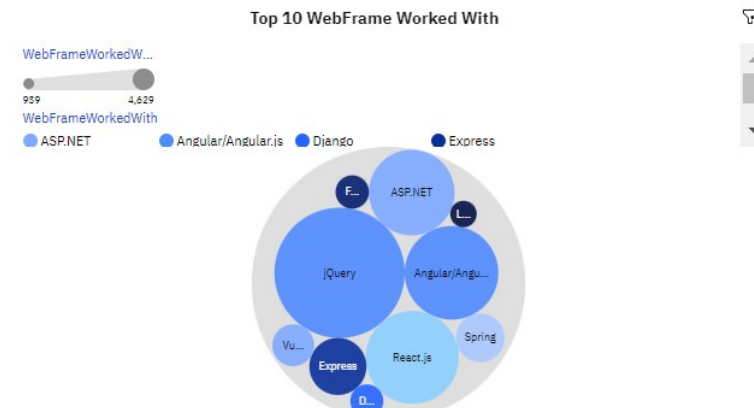 Top 10 WebFrame Worked With
WebFrameWorkedW...
939 4,629
WebFrameWorkedWith
ASP.NET Angular/Angular.js Django Express
F... ASP.NET
L...
jQuery Angular/Angu...
Vu... Express React.js Spring
D...